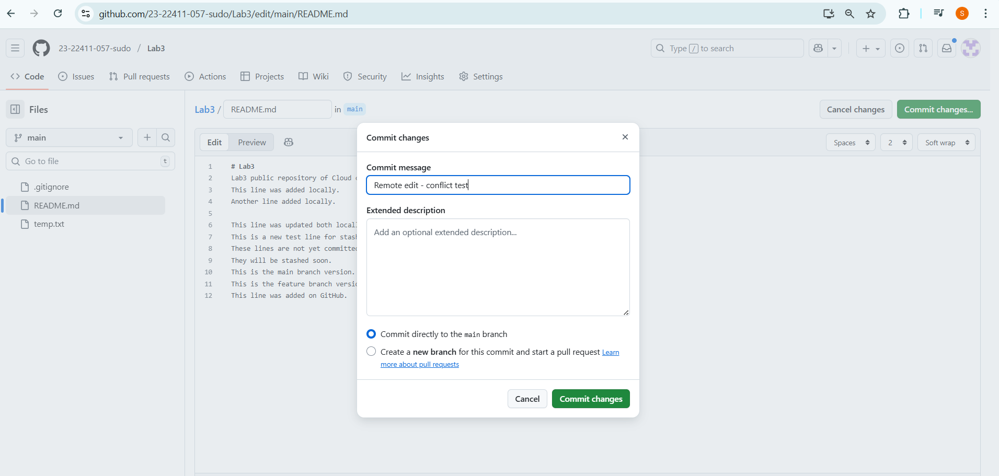 github.com/23-22411-057-sudo/Lab3/edit/main/README.md
S
23-22411-057-sudo / Lab3
Type / to search
Code Issues Pull requests Actions Projects Wiki Security Insights Settings
Files
Lab3 / README.md in main
Cancel changes
Commit changes...
main
Go to file
t
.gitignore
README.md
temp.txt
Edit Preview
Spaces 2 Soft wrap
1 # Lab3
2 Lab3 public repository of Cloud
3 This line was added locally.
4 Another line added locally.
5
6 This line was updated both local
7 This is a new test line for stas
8 These lines are not yet committe
9 They will be stashed soon.
10 This is the main branch version.
11 This is the feature branch versi
12 This line was added on GitHub.
Commit changes
Commit message
Remote edit - conflict test
Extended description
Add an optional extended description...
Commit directly to the main branch
Create a new branch for this commit and start a pull request Learn
more about pull requests
Cancel
Commit changes